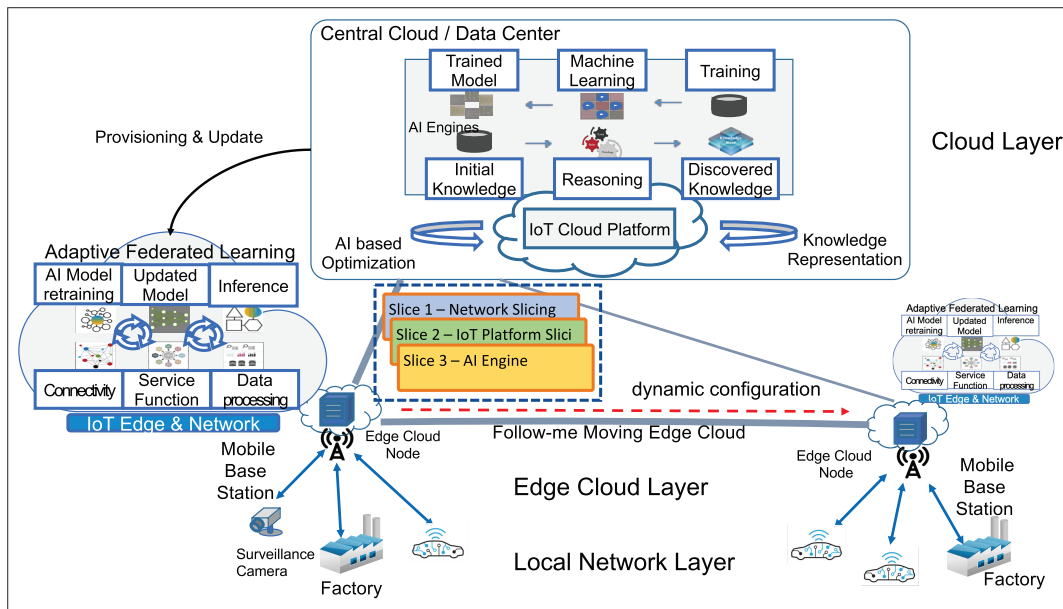 Central Cloud / Data Center
Trained
Model
Machine
Learning
Training
AI Engines
Initial
Knowledge
Reasoning
Discovered
Knowledge
IoT Cloud Platform
AI based
Optimization
Knowledge
Representation
Cloud Layer
Provisioning & Update
Adaptive Federated Learning
AI Model
retraining
Updated
Model
Inference
Connectivity
Service
Function
Data
processing
IoT Edge & Network
Slice 1 – Network Slicing
Slice 2 – IoT Platform Slici
Slice 3 – AI Engine
Adaptive Federated Learning
AI Model
retraining
Updated
Model
Inference
Connectivity
Service
Function
Data
processing
IoT Edge & Network
dynamic configuration
Follow-me Moving Edge Cloud
Edge Cloud
Node
Edge Cloud
Node
Mobile
Base
Station
Mobile
Base
Station
Edge Cloud Layer
Surveillance
Camera
Factory
Local Network Layer
Factory